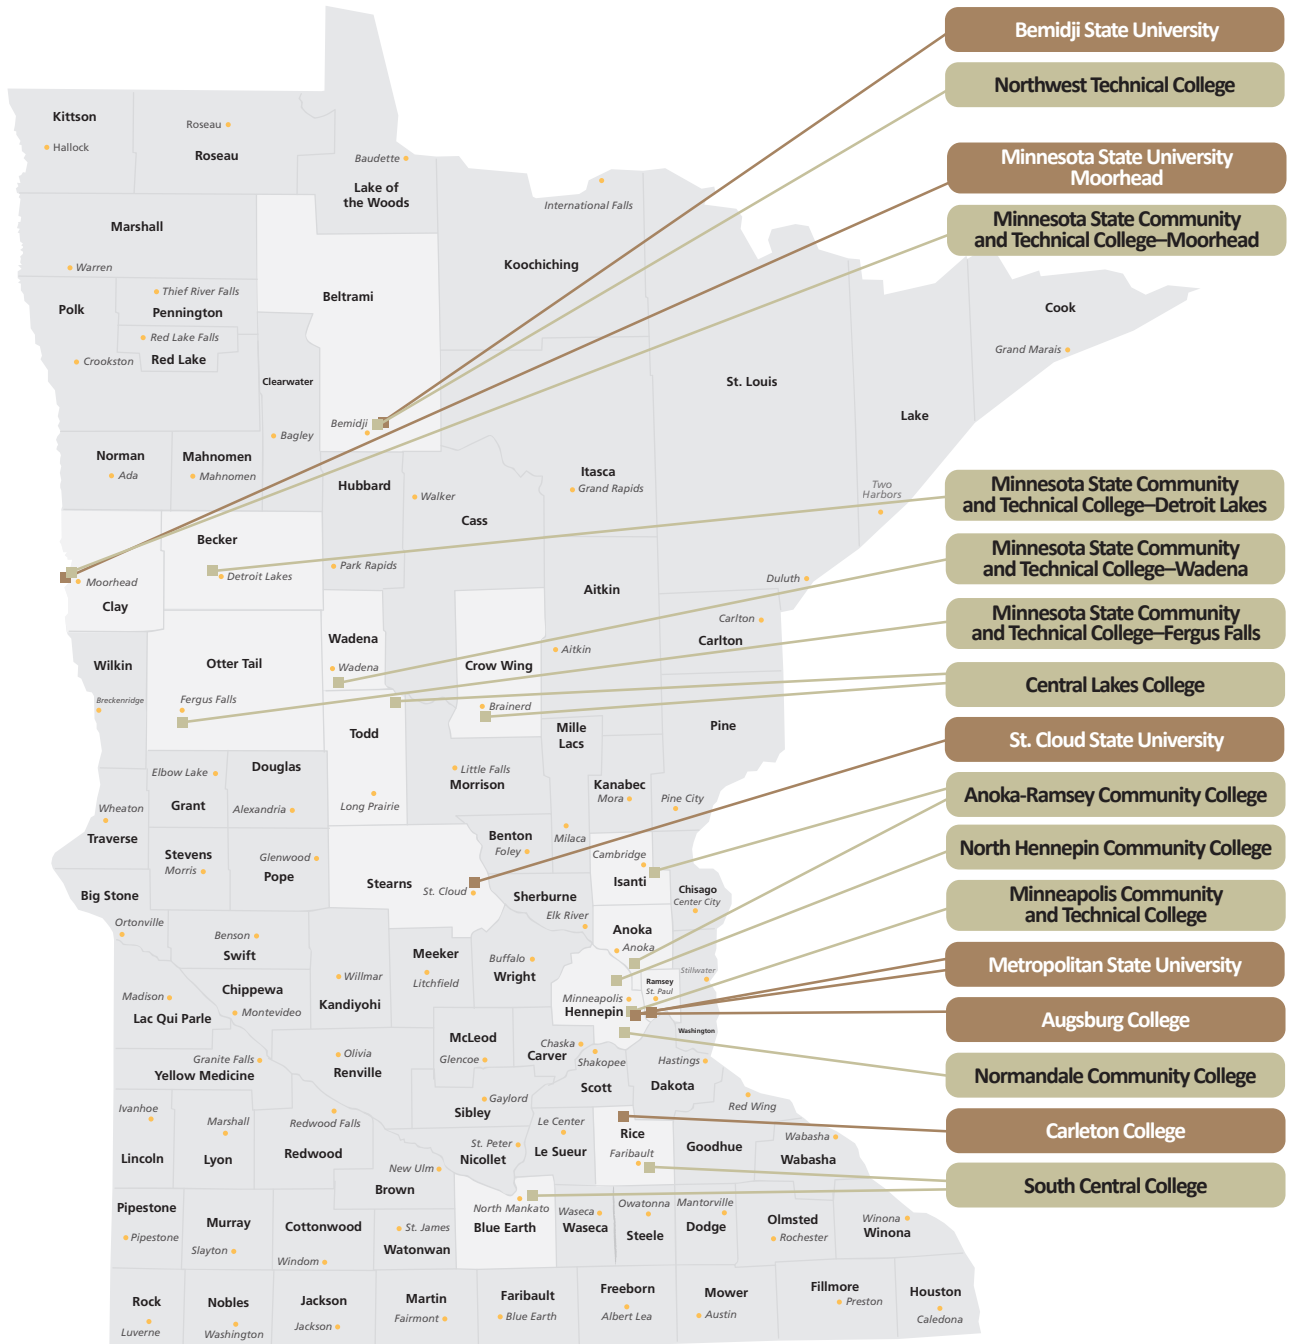 Bemidji State University
Northwest Technical College
Minnesota State University
Moorhead
Minnesota State Community
and Technical College–Moorhead
Minnesota State Community
and Technical College–Detroit Lakes
Minnesota State Community
and Technical College–Wadena
Minnesota State Community
and Technical College–Fergus Falls
Central Lakes College
St. Cloud State University
Anoka-Ramsey Community College
North Hennepin Community College
Minneapolis Community
and Technical College
Metropolitan State University
Augsburg College
Normandale Community College
Carleton College
South Central College
Kittson
Hallock
Roseau
Roseau
Baudette
Lake of
the Woods
International Falls
Koochiching
Marshall
Warren
Beltrami
Bemidji
Polk
Crookston
Thief River Falls
Pennington
Red Lake Falls
Red Lake
Clearwater
Bagley
Cook
Grand Marais
St. Louis
Duluth
Lake
Two
Harbors
Norman
Ada
Mahnomen
Mahnomen
Hubbard
Park Rapids
Walker
Cass
Itasca
Grand Rapids
Becker
Detroit Lakes
Moorhead
Clay
Aitkin
Aitkin
Carlton
Carlton
Wilkin
Breckenridge
Otter Tail
Fergus Falls
Wadena
Wadena
Crow Wing
Brainerd
Todd
Long Prairie
Mille
Lacs
Milaca
Pine
Pine City
Little Falls
Morrison
Kanabec
Mora
Elbow Lake
Grant
Douglas
Alexandria
Wheaton
Traverse
Stevens
Morris
Glenwood
Pope
Benton
Foley
Cambridge
Isanti
Stearns
St. Cloud
Sherburne
Elk River
Chisago
Center City
Big Stone
Ortonville
Benson
Swift
Anoka
Anoka
Meeker
Litchfield
Buffalo
Wright
Ramsey
St. Paul
Stillwater
Washington
Minneapolis
Hennepin
Willmar
Kandiyohi
Chippewa
Montevideo
Madison
Lac Qui Parle
McLeod
Glencoe
Chaska
Carver
Shakopee
Scott
Hastings
Dakota
Granite Falls
Yellow Medicine
Olivia
Renville
Gaylord
Sibley
Red Wing
Goodhue
Ivanhoe
Lincoln
Marshall
Lyon
Redwood Falls
Redwood
St. Peter
Nicollet
Le Center
Le Sueur
Rice
Faribault
Wabasha
Wabasha
New Ulm
Brown
North Mankato
Blue Earth
Waseca
Waseca
Owatonna
Steele
Mantorville
Dodge
Olmsted
Rochester
Winona
Winona
Pipestone
Pipestone
Murray
Slayton
Cottonwood
Windom
St. James
Watonwan
Rock
Luverne
Nobles
Washington
Jackson
Jackson
Martin
Fairmont
Faribault
Blue Earth
Freeborn
Albert Lea
Mower
Austin
Fillmore
Preston
Houston
Caledona